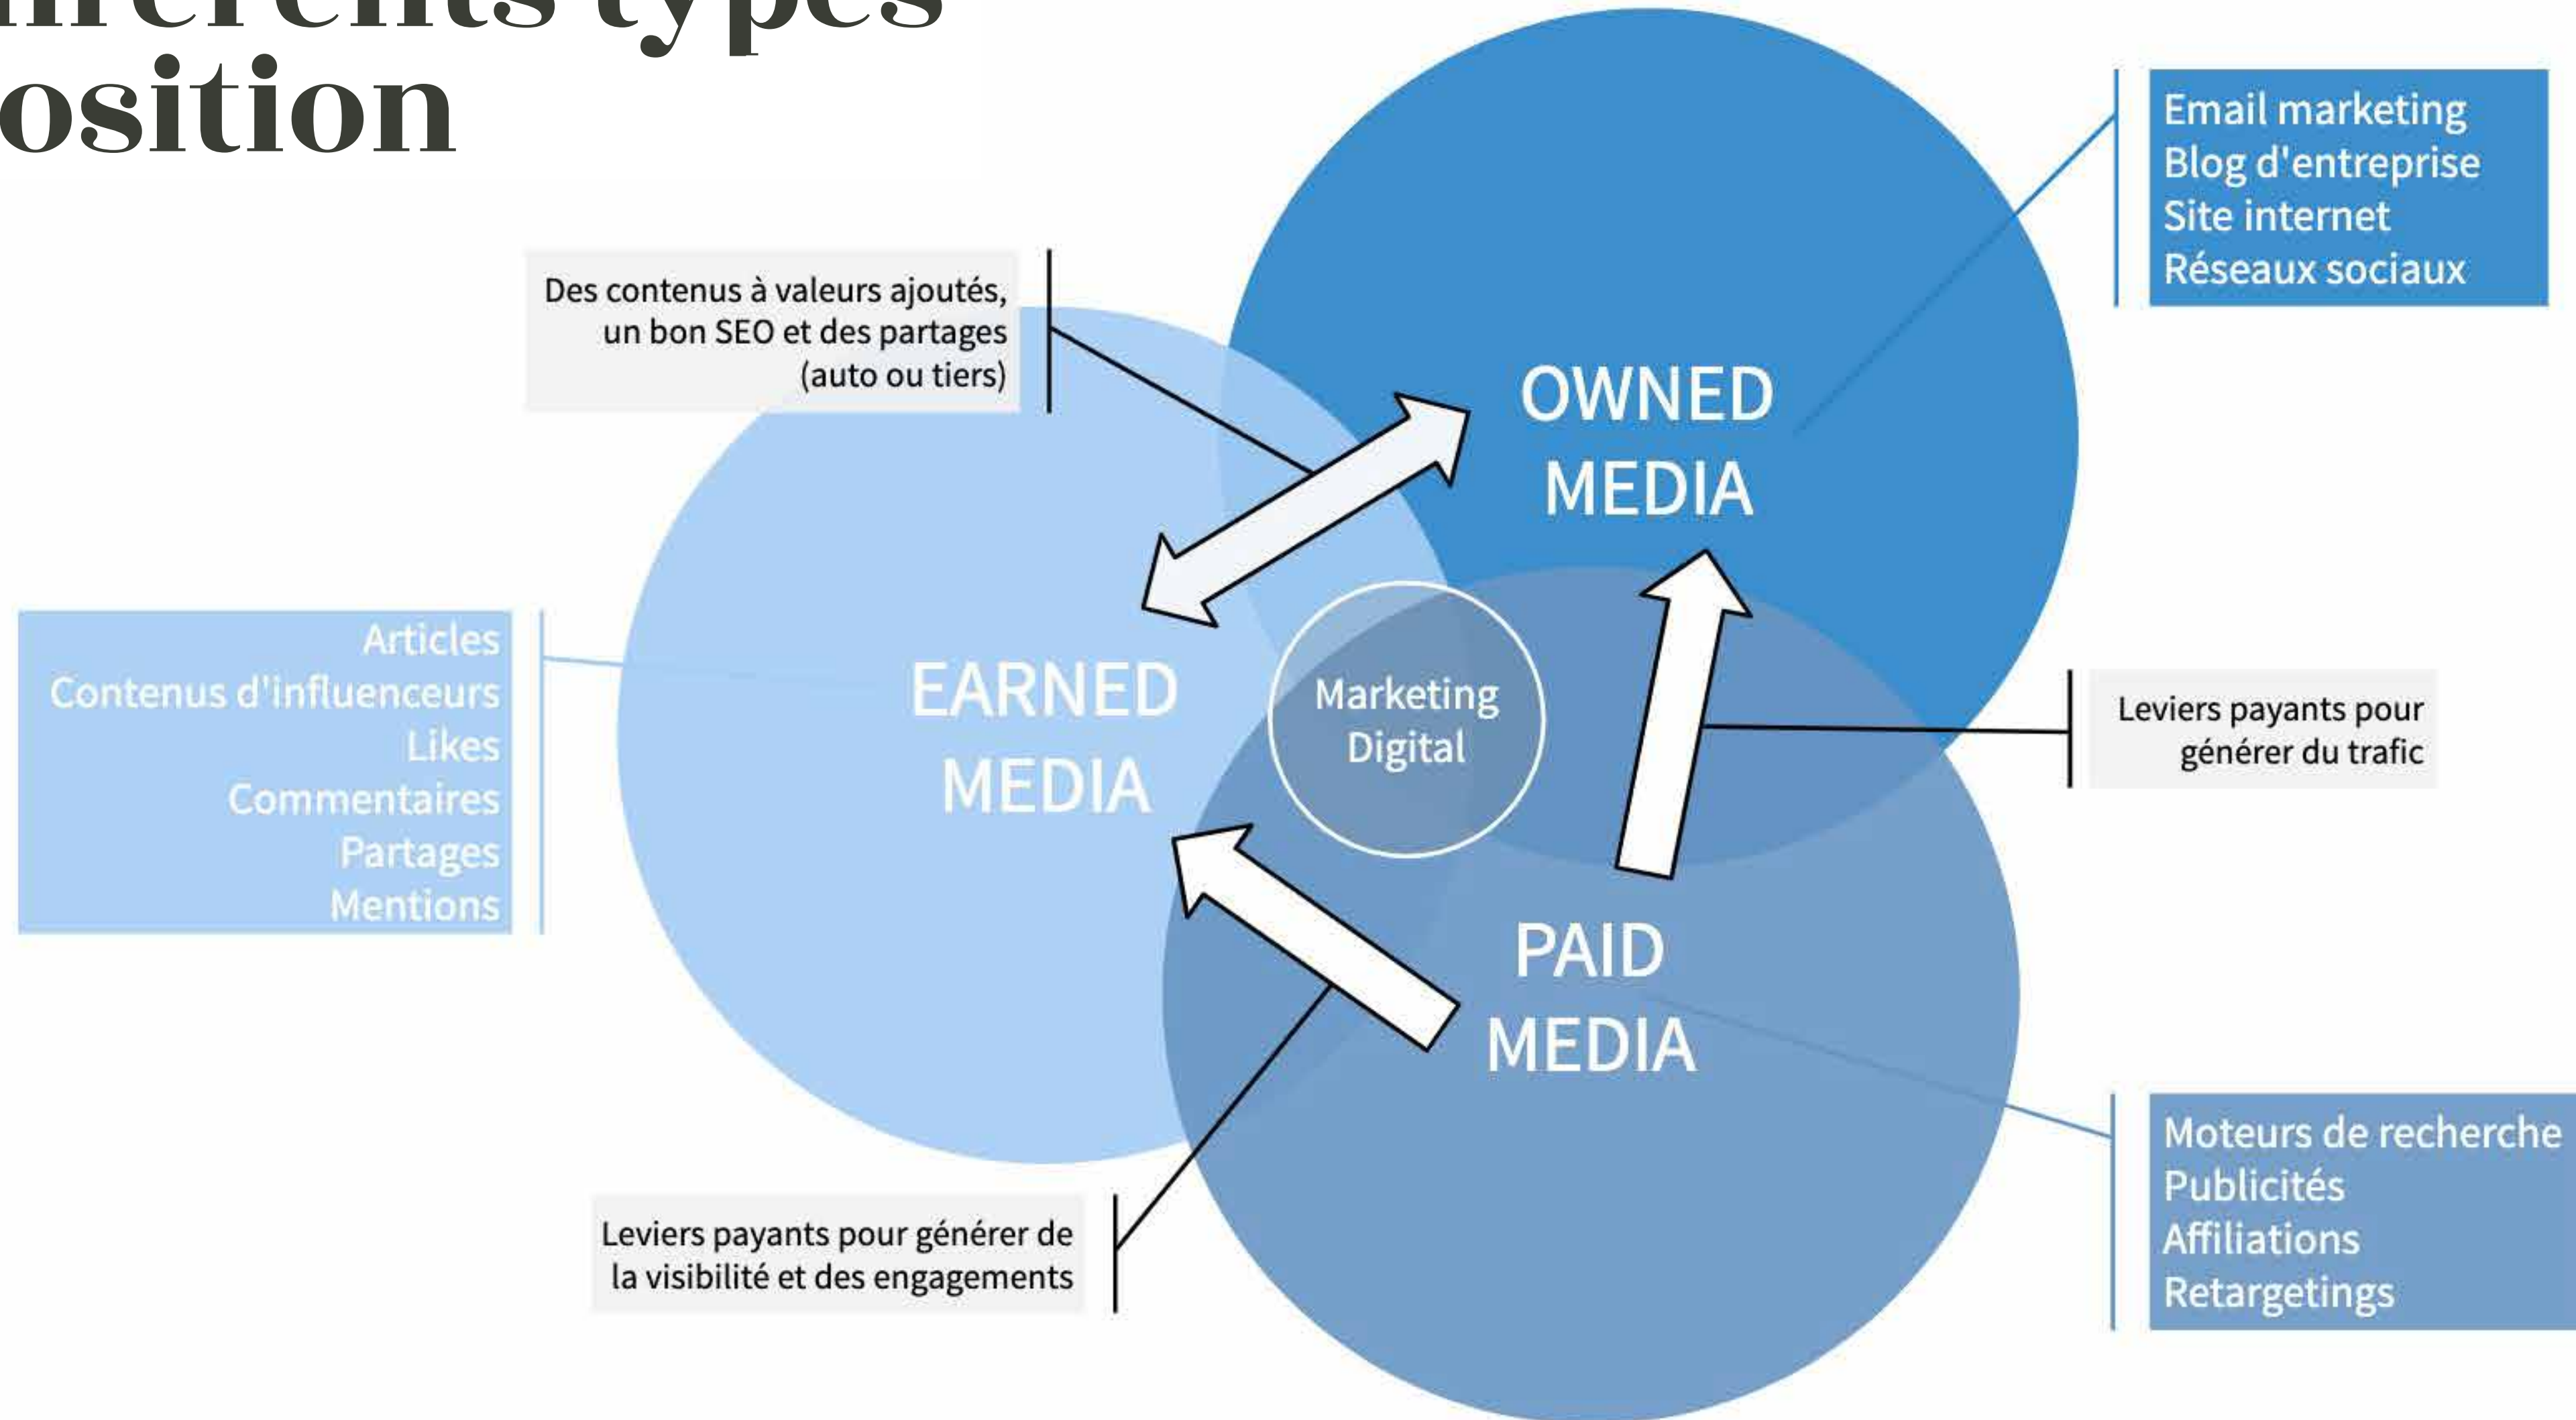 types
osition
Email marketing
Blog d'entreprise
Site internet
Réseaux sociaux
Des contenus à valeurs ajoutés,
un bon SEO et des partages
(auto ou tiers)
OWNED
MEDIA
Articles
Contenus d'influenceurs
Likes
Commentaires
Partages
Mentions
EARNED
MEDIA
Marketing
Digital
Leviers payants pour
générer du trafic
PAID
MEDIA
Leviers payants pour générer de
la visibilité et des engagements
Moteurs de recherche
Publicités
Affiliations
Retargetings